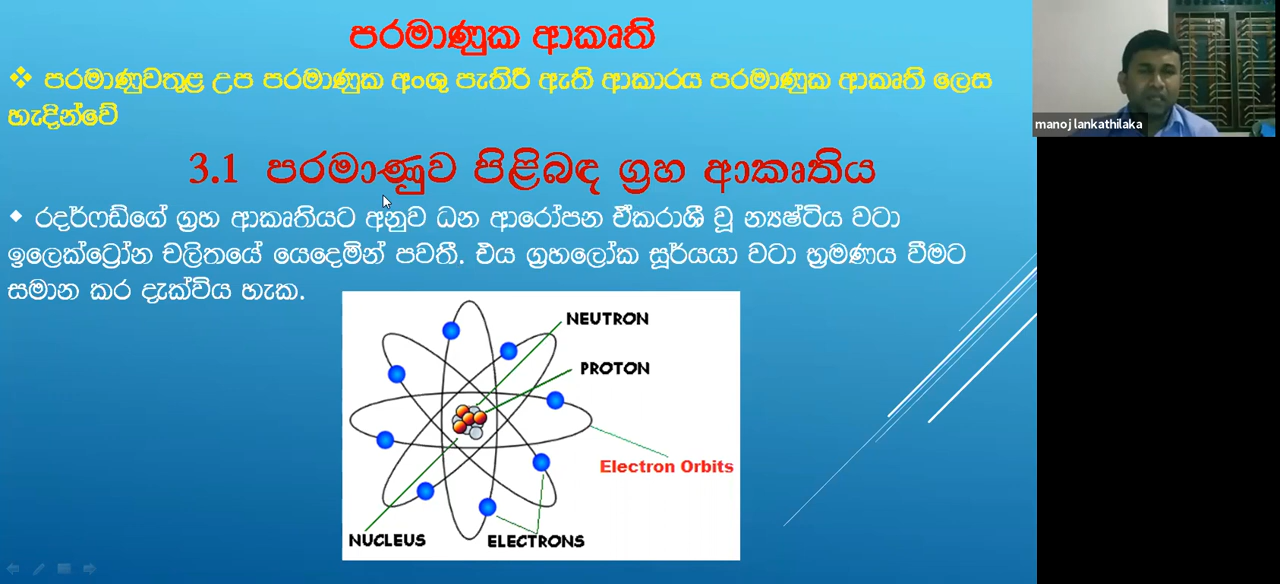 පරමාණුක ආකෘති
❖ පරමාණුවතුළ උප පරමාණුක අංශු පැතිරී ඇති ආකාරය පරමාණුක ආකෘති ලෙස
හැදින්වේ
manoj lankathilaka
3.1 පරමාණුව පිළිබඳ ග්‍රහ ආකෘතිය
◆ රදර්ෆඩ්ගේ ග්‍රහ ආකෘතියට අනුව ධන ආරෝපන ඒකරාශී වූ න්‍යෂ්ටිය වටා
ඉලෙක්ට්‍රෝන චලිතයේ යෙදෙමින් පවතී. එය ග්‍රහලෝක සූර්යයා වටා භ්‍රමණය වීමට
සමාන කර දැක්විය හැක.
NEUTRON
PROTON
Electron Orbits
NUCLEUS
ELECTRONS